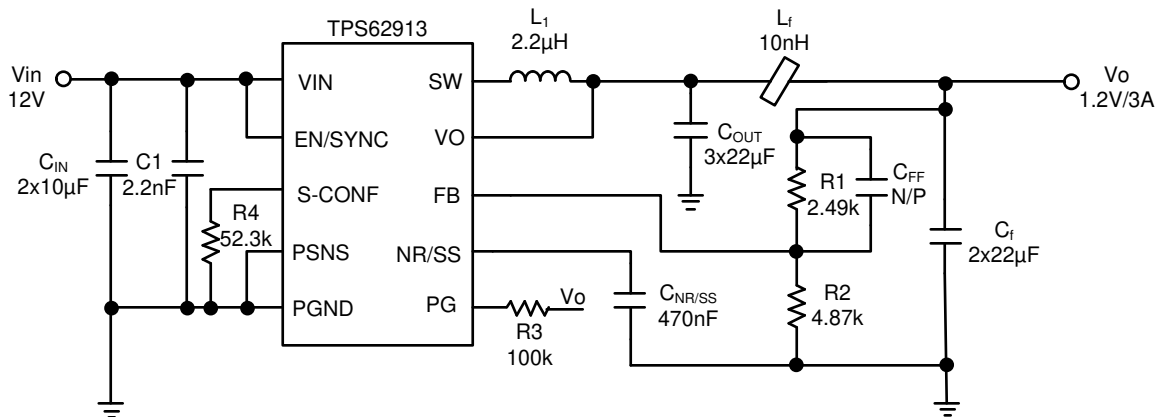 TPS62913
L1
2.2µH
Lf
10nH
Vin
12V
VIN
SW
Vo
1.2V/3A
EN/SYNC
VO
COUT
3x22µF
CIN
2x10µF
C1
2.2nF
S-CONF
FB
R1
2.49k
CFF
N/P
R4
52.3k
PSNS
NR/SS
Cf
2x22µF
PGND
PG
R3
100k
Vo
CNR/SS
470nF
R2
4.87k